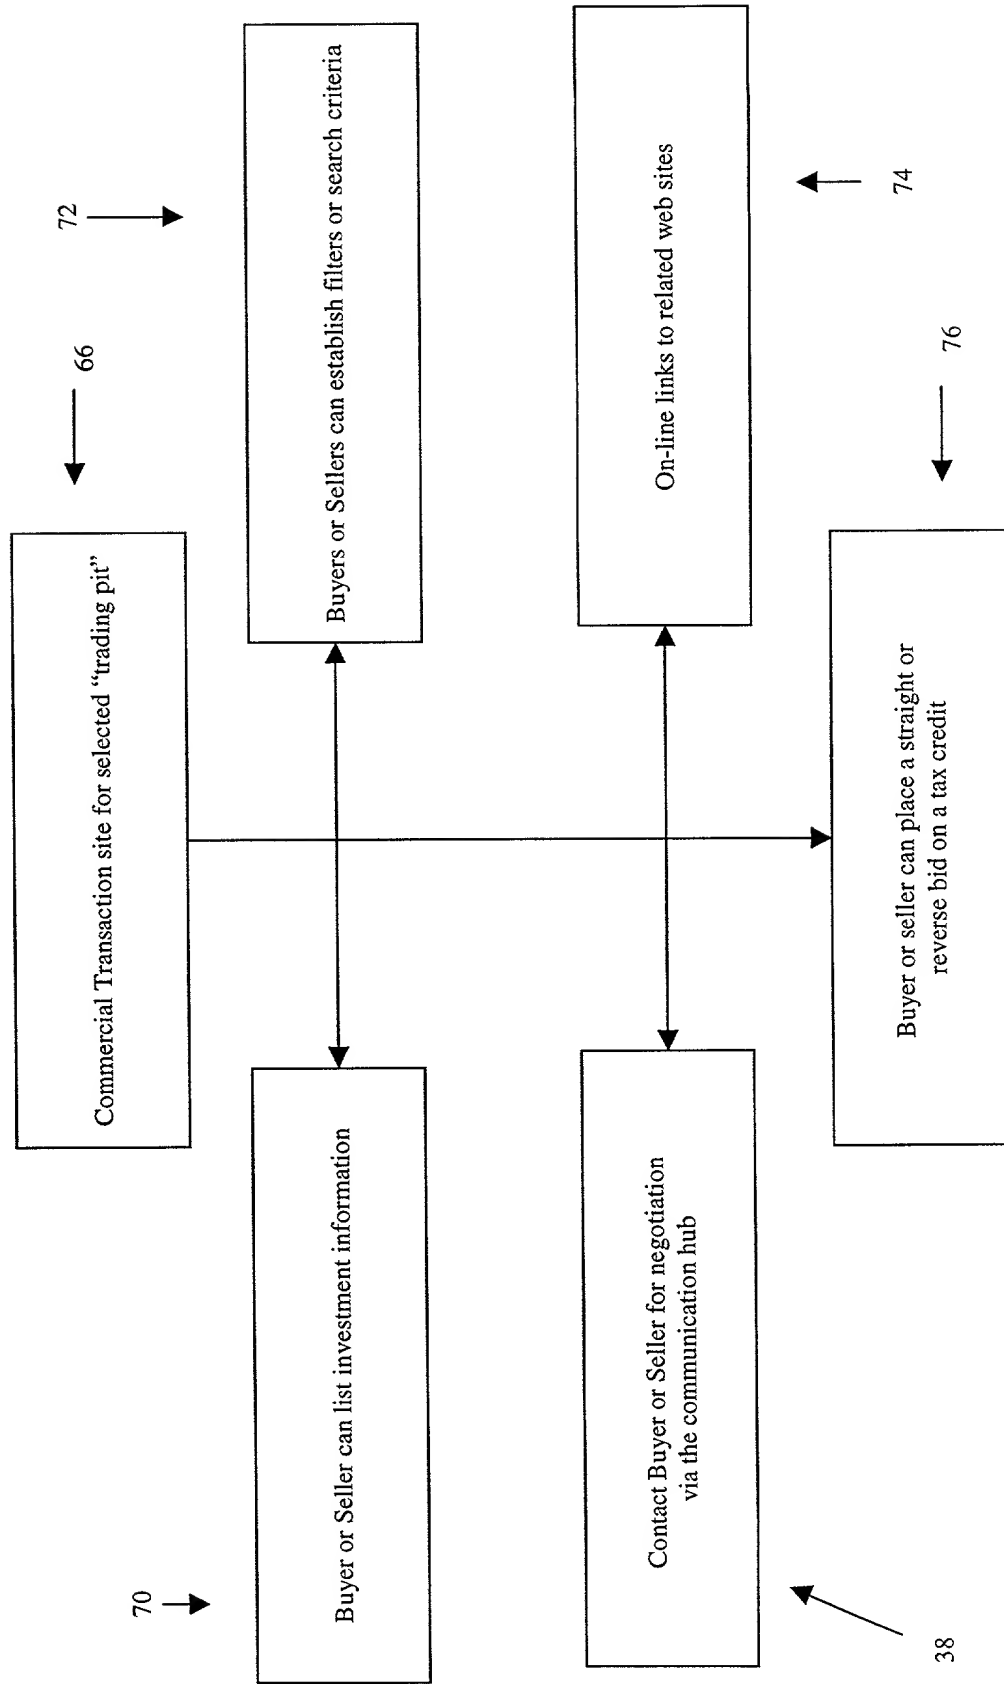 66
Commercial Transaction site for selected “trading pit”
70
72
Buyer or Seller can list investment information
Buyers or Sellers can establish filters or search criteria
Contact Buyer or Seller for negotiation
via the communication hub
On-line links to related web sites
38
74
Buyer or seller can place a straight or
reverse bid on a tax credit
76